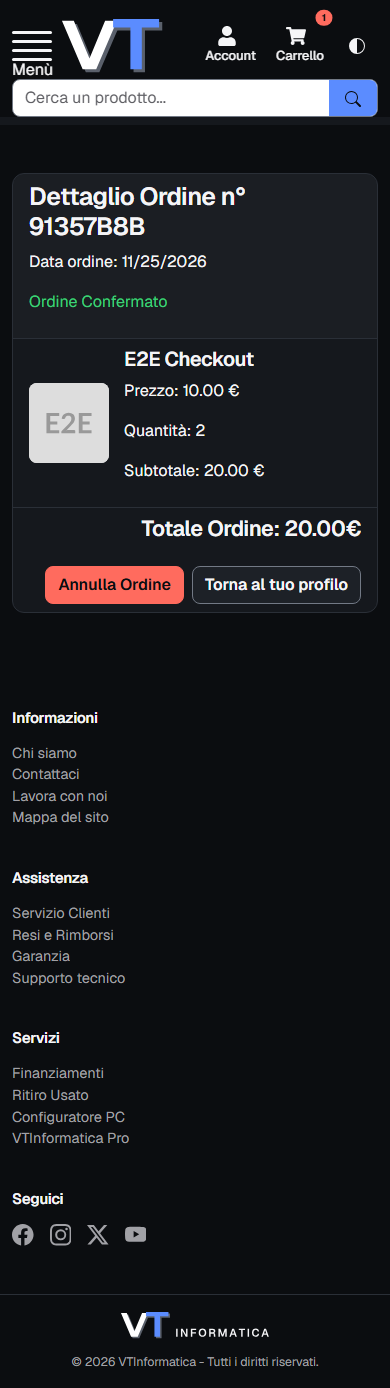 Menù
VT
Account
Carrello
1
Cerca un prodotto...
Dettaglio Ordine n°
91357B8B
Data ordine: 11/25/2026
Ordine Confermato
E2E
E2E Checkout
Prezzo: 10.00 €
Quantità: 2
Subtotale: 20.00 €
Totale Ordine: 20.00€
Annulla Ordine
Torna al tuo profilo
Informazioni
Chi siamo
Contattaci
Lavora con noi
Mappa del sito
Assistenza
Servizio Clienti
Resi e Rimborsi
Garanzia
Supporto tecnico
Servizi
Finanziamenti
Ritiro Usato
Configuratore PC
VTInformatica Pro
Seguici
VT INFORMATICA
© 2026 VTInformatica - Tutti i diritti riservati.